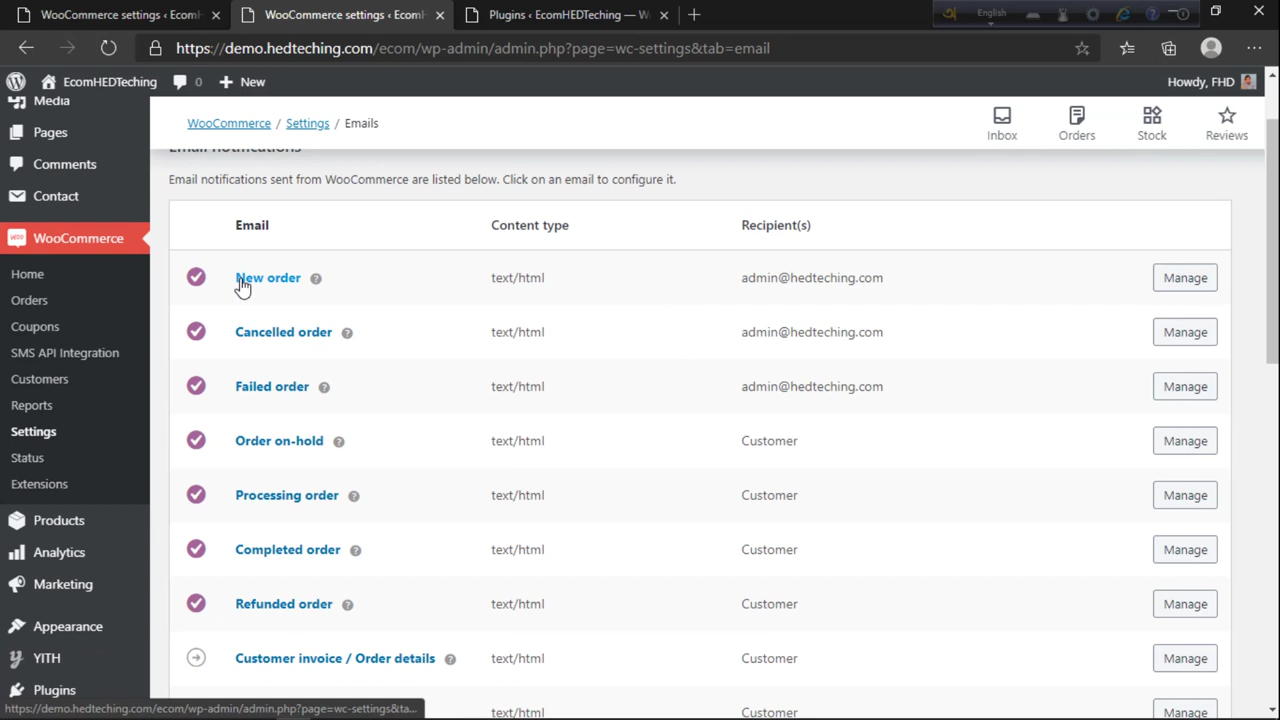 WooCommerce settings ‹ EcomH
WooCommerce settings ‹ EcomH
Plugins ‹ EcomHEDTeching — W
English
https://demo.hedteching.com/ecom/wp-admin/admin.php?page=wc-settings&tab=email
EcomHEDTeching
0
New
Howdy, FHD
Media
Pages
Comments
Contact
WooCommerce
Home
Orders
Coupons
SMS API Integration
Customers
Reports
Settings
Status
Extensions
Products
Analytics
Marketing
Appearance
YITH
Plugins
WooCommerce / Settings / Emails
Inbox
Orders
Stock
Reviews
Email notifications
Email notifications sent from WooCommerce are listed below. Click on an email to configure it.
Email Content type Recipient(s)
New order text/html admin@hedteching.com Manage
Cancelled order text/html admin@hedteching.com Manage
Failed order text/html admin@hedteching.com Manage
Order on-hold text/html Customer Manage
Processing order text/html Customer Manage
Completed order text/html Customer Manage
Refunded order text/html Customer Manage
Customer invoice / Order details text/html Customer Manage
text/html Customer Manage
https://demo.hedteching.com/ecom/wp-admin/admin.php?page=wc-settings&ta...